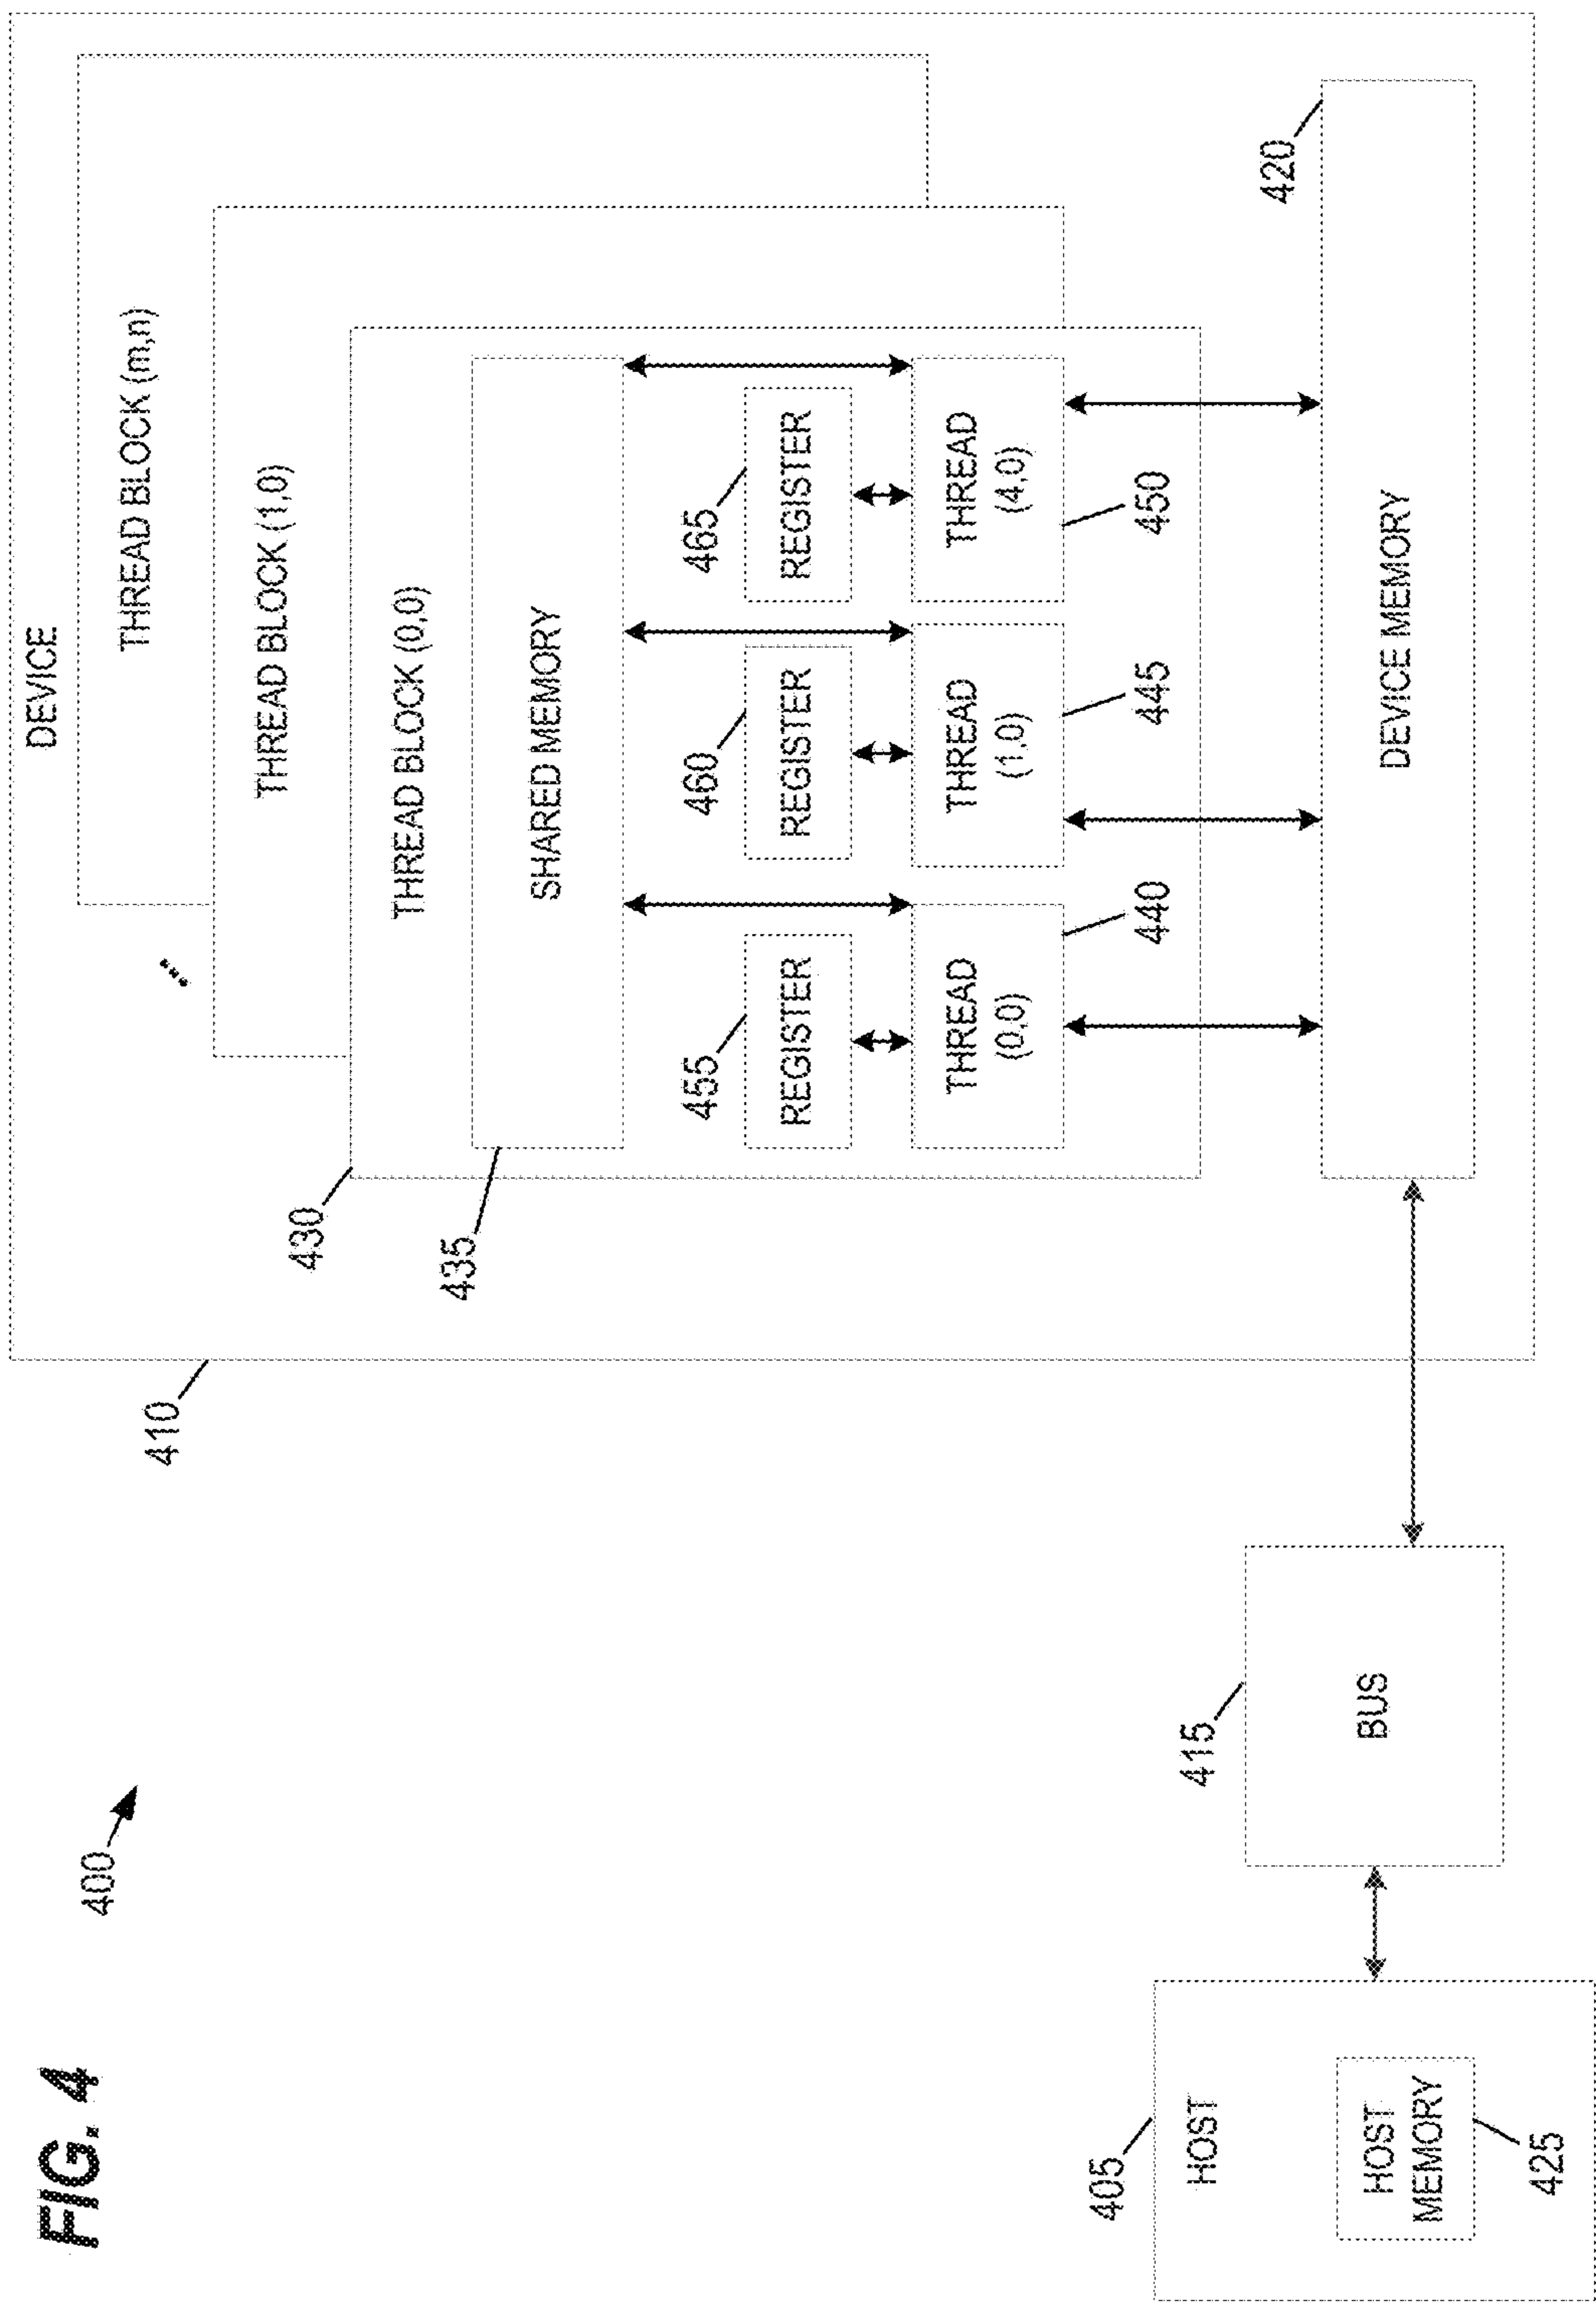 FIG. 4
400
410
DEVICE
THREAD BLOCK (m,n)
THREAD BLOCK (1,0)
...
430
THREAD BLOCK (0,0)
435
SHARED MEMORY
455
460
465
REGISTER
REGISTER
REGISTER
THREAD
(0,0)
THREAD
(1,0)
THREAD
(4,0)
440
445
450
420
DEVICE MEMORY
415
BUS
405
HOST
HOST
MEMORY
425